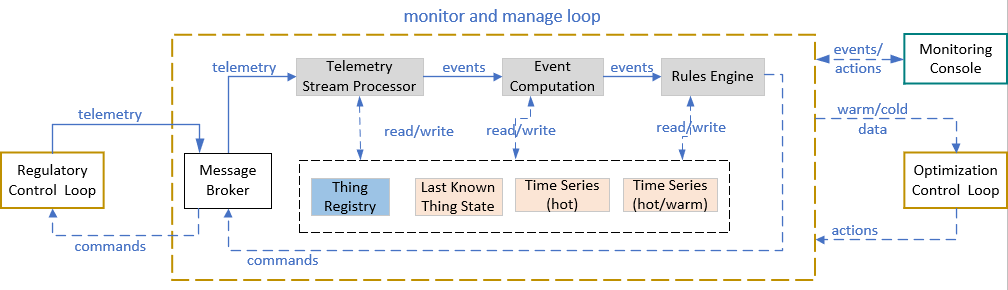 monitor and manage loop
telemetry
Telemetry
Stream Processor
events
Event
Computation
events
Rules Engine
events/
actions
Monitoring
Console
telemetry
read/write
read/write
read/write
warm/cold
data
Regulatory
Control Loop
Message
Broker
Thing
Registry
Last Known
Thing State
Time Series
(hot)
Time Series
(hot/warm)
Optimization
Control Loop
commands
commands
actions